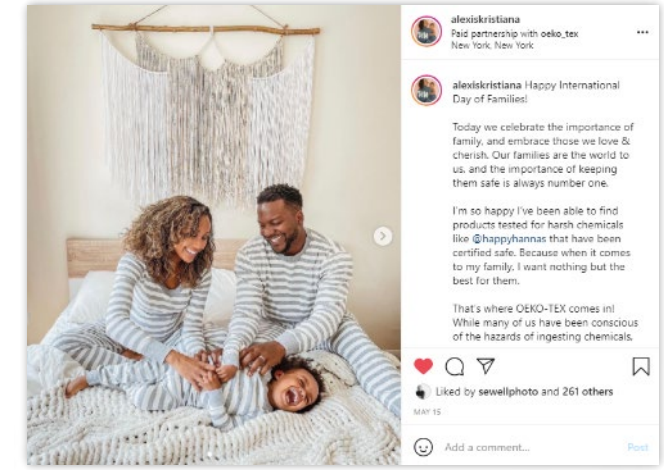 alexiskristiana
Paid partnership with oeko_tex
New York, New York
alexiskristiana Happy International
Day of Families!
Today we celebrate the importance of
family, and embrace those we love &
cherish. Our families are the world to
us, and the importance of keeping
them safe is always number one.
I'm so happy I've been able to find
products tested for harsh chemicals
like @happyhannas that have been
certified safe. Because when it comes
to my family, I want nothing but the
best for them.
That's where OEKO-TEX comes in!
While many of us have been conscious
of the hazards of ingesting chemicals,
Liked by sewellphoto and 261 others
MAY 15
Add a comment...
Post